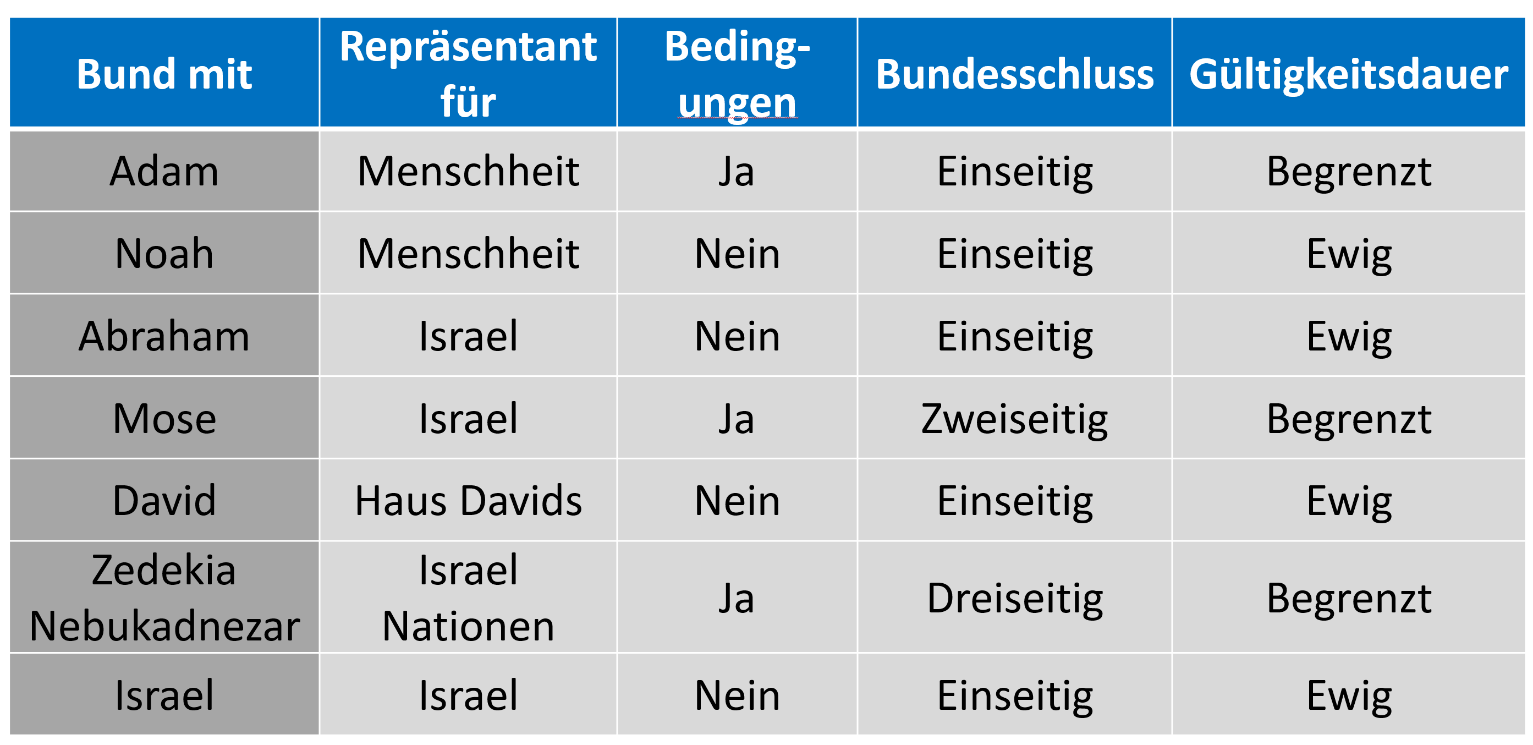 Bund mit Repräsentant für Beding-ungen Bundesschluss Gültigkeitsdauer
Adam Menschheit Ja Einseitig Begrenzt
Noah Menschheit Nein Einseitig Ewig
Abraham Israel Nein Einseitig Ewig
Mose Israel Ja Zweiseitig Begrenzt
David Haus Davids Nein Einseitig Ewig
Zedekia Nebukadnezar Israel Nationen Ja Dreiseitig Begrenzt
Israel Israel Nein Einseitig Ewig